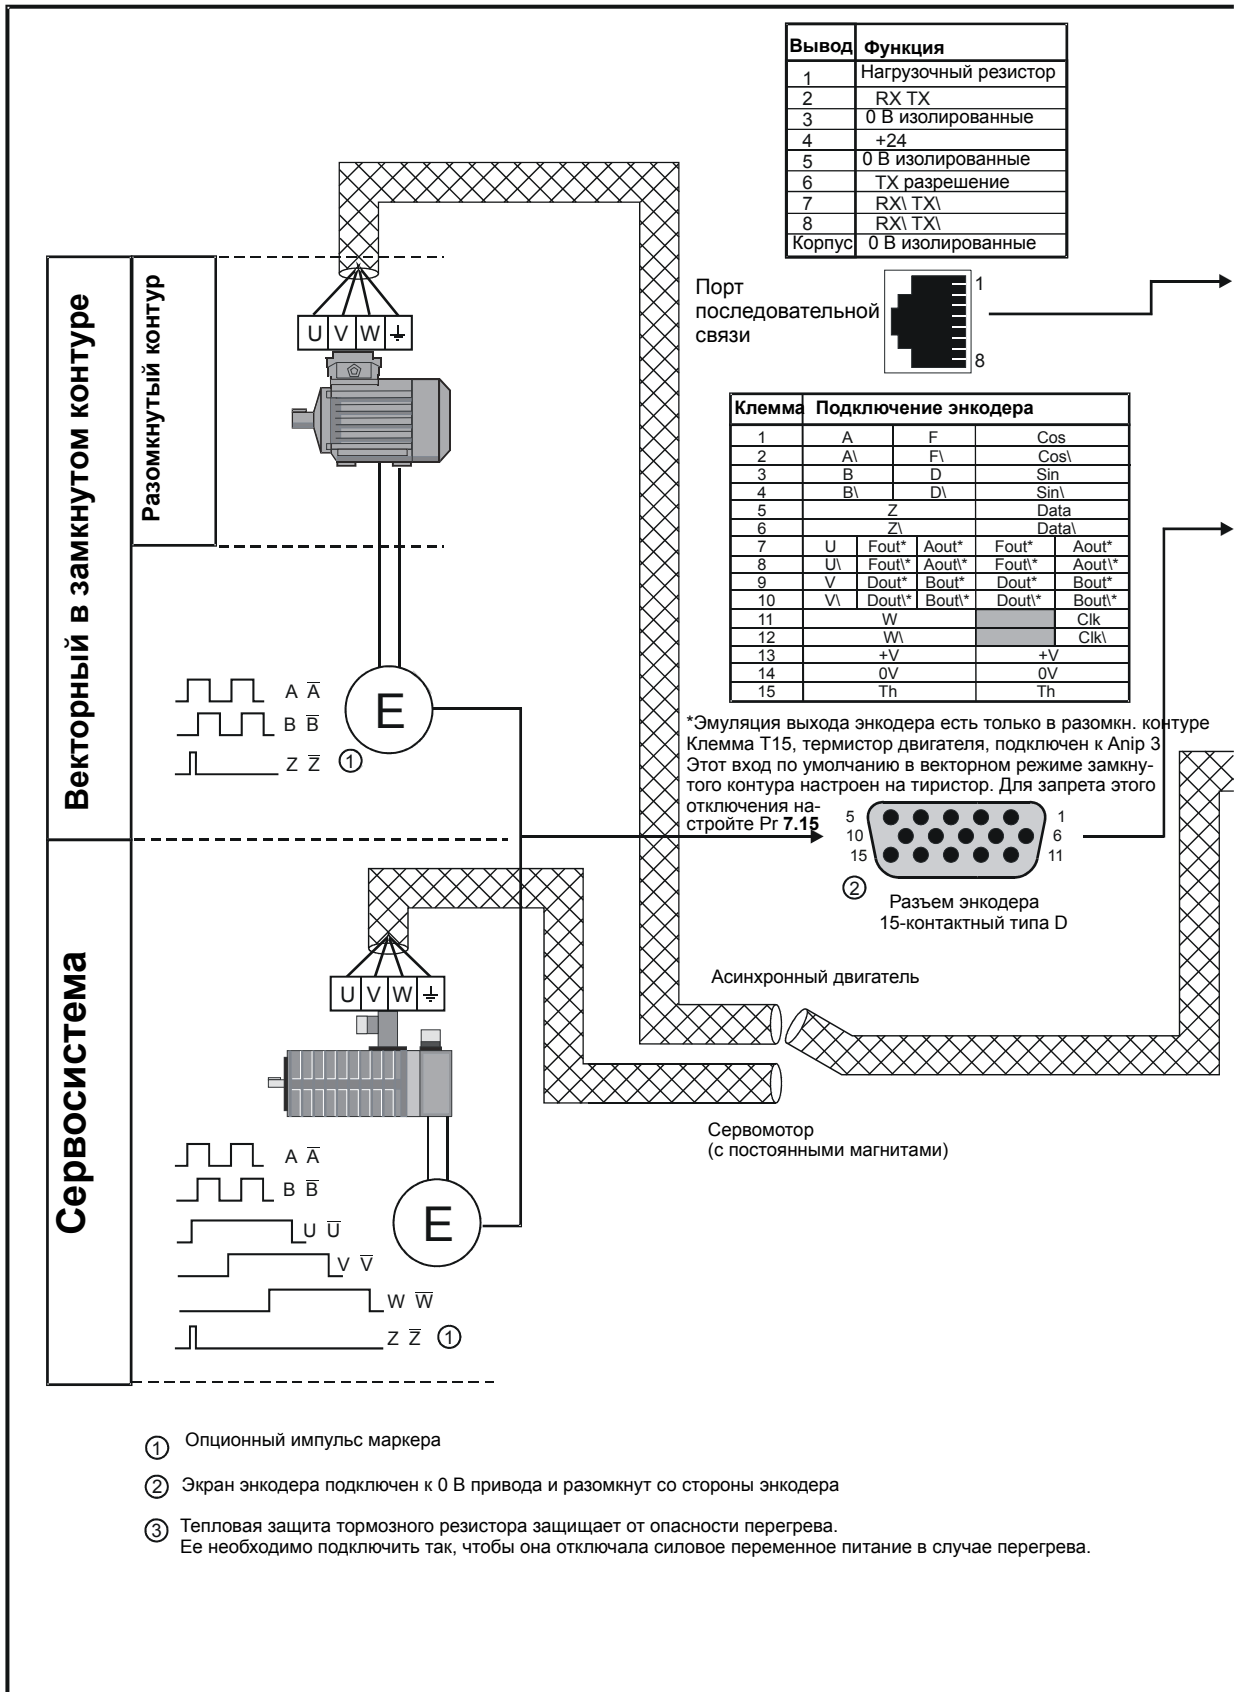 Вывод Функция
1 Нагрузочный резистор
2 RX TX
3 0 В изолированные
4 +24
5 0 В изолированные
6 TX разрешение
7 RX\ TX\
8 RX\ TX\
Корпус 0 В изолированные
Порт
последовательной
связи
1
8
Векторный в замкнутом контуре
Разомкнутый контур
U V W
Клемма Подключение энкодера
1 A F Cos
2 A\ F\ Cos\
3 B D Sin
4 B\ D\ Sin\
5 Z Data
6 Z\ Data\
7 U Fout* Aout* Fout* Aout*
8 U\ Fout\* Aout\* Fout\* Aout\*
9 V Dout* Bout* Dout* Bout*
10 V\ Dout\* Bout\* Dout\* Bout\*
11 W Clk
12 W\ Clk\
13 +V +V
14 0V 0V
15 Th Th
E
A A̅
B B̅
Z Z̅ 1
*Эмуляция выхода энкодера есть только в разомкн. контуре
Клемма T15, термистор двигателя, подключен к Anip 3
Этот вход по умолчанию в векторном режиме замкну-
того контура настроен на тиристор. Для запрета этого
отключения на-
стройте Pr 7.15
5 1
10 6
15 11
2
Разъем энкодера
15-контактный типа D
Сервосистема
U V W
Асинхронный двигатель
Сервомотор
(с постоянными магнитами)
E
A A̅
B B̅
U U̅
V V̅
W W̅
Z Z̅ 1
1 Опционный импульс маркера
2 Экран энкодера подключен к 0 В привода и разомкнут со стороны энкодера
3 Тепловая защита тормозного резистора защищает от опасности перегрева.
Ее необходимо подключить так, чтобы она отключала силовое переменное питание в случае перегрева.